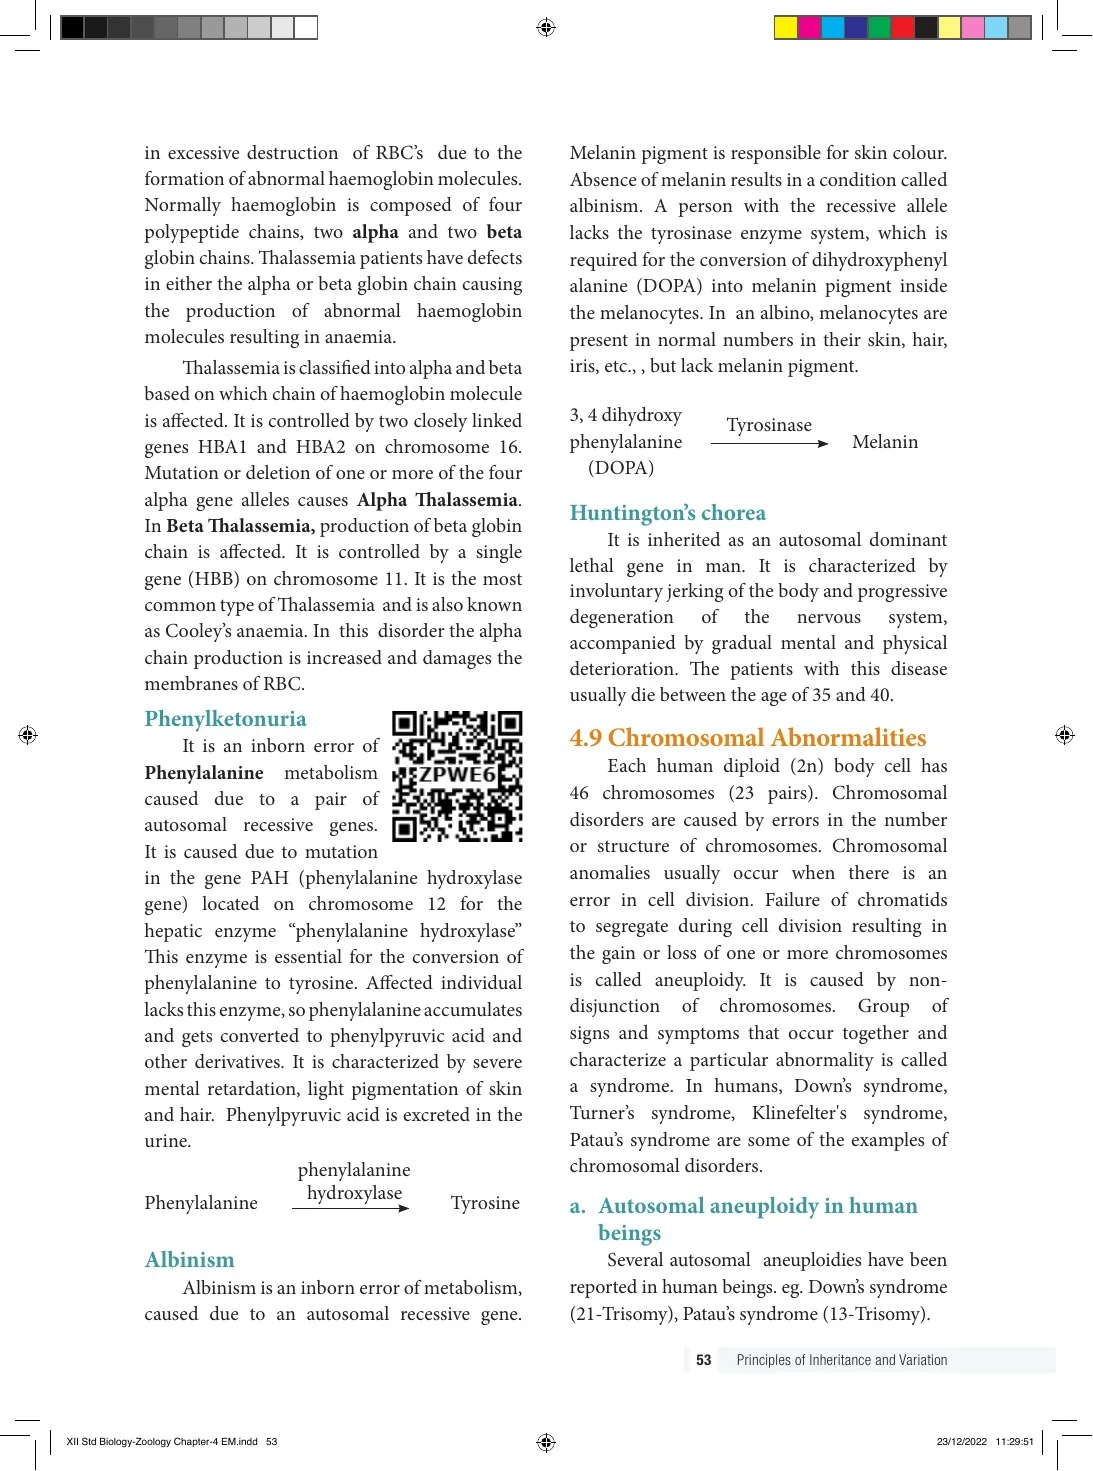 in excessive destruction of RBC’s due to the
formation of abnormal haemoglobin molecules.
Normally haemoglobin is composed of four
polypeptide chains, two alpha and two beta
globin chains. Thalassemia patients have defects
in either the alpha or beta globin chain causing
the production of abnormal haemoglobin
molecules resulting in anaemia.
Thalassemia is classified into alpha and beta
based on which chain of haemoglobin molecule
is affected. It is controlled by two closely linked
genes HBA1 and HBA2 on chromosome 16.
Mutation or deletion of one or more of the four
alpha gene alleles causes Alpha Thalassemia.
In Beta Thalassemia, production of beta globin
chain is affected. It is controlled by a single
gene (HBB) on chromosome 11. It is the most
common type of Thalassemia and is also known
as Cooley’s anaemia. In this disorder the alpha
chain production is increased and damages the
membranes of RBC.
Phenylketonuria
It is an inborn error of
Phenylalanine metabolism
caused due to a pair of
autosomal recessive genes.
It is caused due to mutation
ZPWE6
in the gene PAH (phenylalanine hydroxylase
gene) located on chromosome 12 for the
hepatic enzyme “phenylalanine hydroxylase”
This enzyme is essential for the conversion of
phenylalanine to tyrosine. Affected individual
lacks this enzyme, so phenylalanine accumulates
and gets converted to phenylpyruvic acid and
other derivatives. It is characterized by severe
mental retardation, light pigmentation of skin
and hair. Phenylpyruvic acid is excreted in the
urine.
phenylalanine
hydroxylase
Phenylalanine Tyrosine
Albinism
Albinism is an inborn error of metabolism,
caused due to an autosomal recessive gene.
Melanin pigment is responsible for skin colour.
Absence of melanin results in a condition called
albinism. A person with the recessive allele
lacks the tyrosinase enzyme system, which is
required for the conversion of dihydroxyphenyl
alanine (DOPA) into melanin pigment inside
the melanocytes. In an albino, melanocytes are
present in normal numbers in their skin, hair,
iris, etc., , but lack melanin pigment.
3, 4 dihydroxy
Tyrosinase
phenylalanine Melanin
(DOPA)
Huntington’s chorea
It is inherited as an autosomal dominant
lethal gene in man. It is characterized by
involuntary jerking of the body and progressive
degeneration of the nervous system,
accompanied by gradual mental and physical
deterioration. The patients with this disease
usually die between the age of 35 and 40.
4.9 Chromosomal Abnormalities
Each human diploid (2n) body cell has
46 chromosomes (23 pairs). Chromosomal
disorders are caused by errors in the number
or structure of chromosomes. Chromosomal
anomalies usually occur when there is an
error in cell division. Failure of chromatids
to segregate during cell division resulting in
the gain or loss of one or more chromosomes
is called aneuploidy. It is caused by non-
disjunction of chromosomes. Group of
signs and symptoms that occur together and
characterize a particular abnormality is called
a syndrome. In humans, Down’s syndrome,
Turner’s syndrome, Klinefelter's syndrome,
Patau’s syndrome are some of the examples of
chromosomal disorders.
a. Autosomal aneuploidy in human
beings
Several autosomal aneuploidies have been
reported in human beings. eg. Down’s syndrome
(21-Trisomy), Patau’s syndrome (13-Trisomy).
53 Principles of Inheritance and Variation
XII Std Biology-Zoology Chapter-4 EM.indd 53
23/12/2022 11:29:51